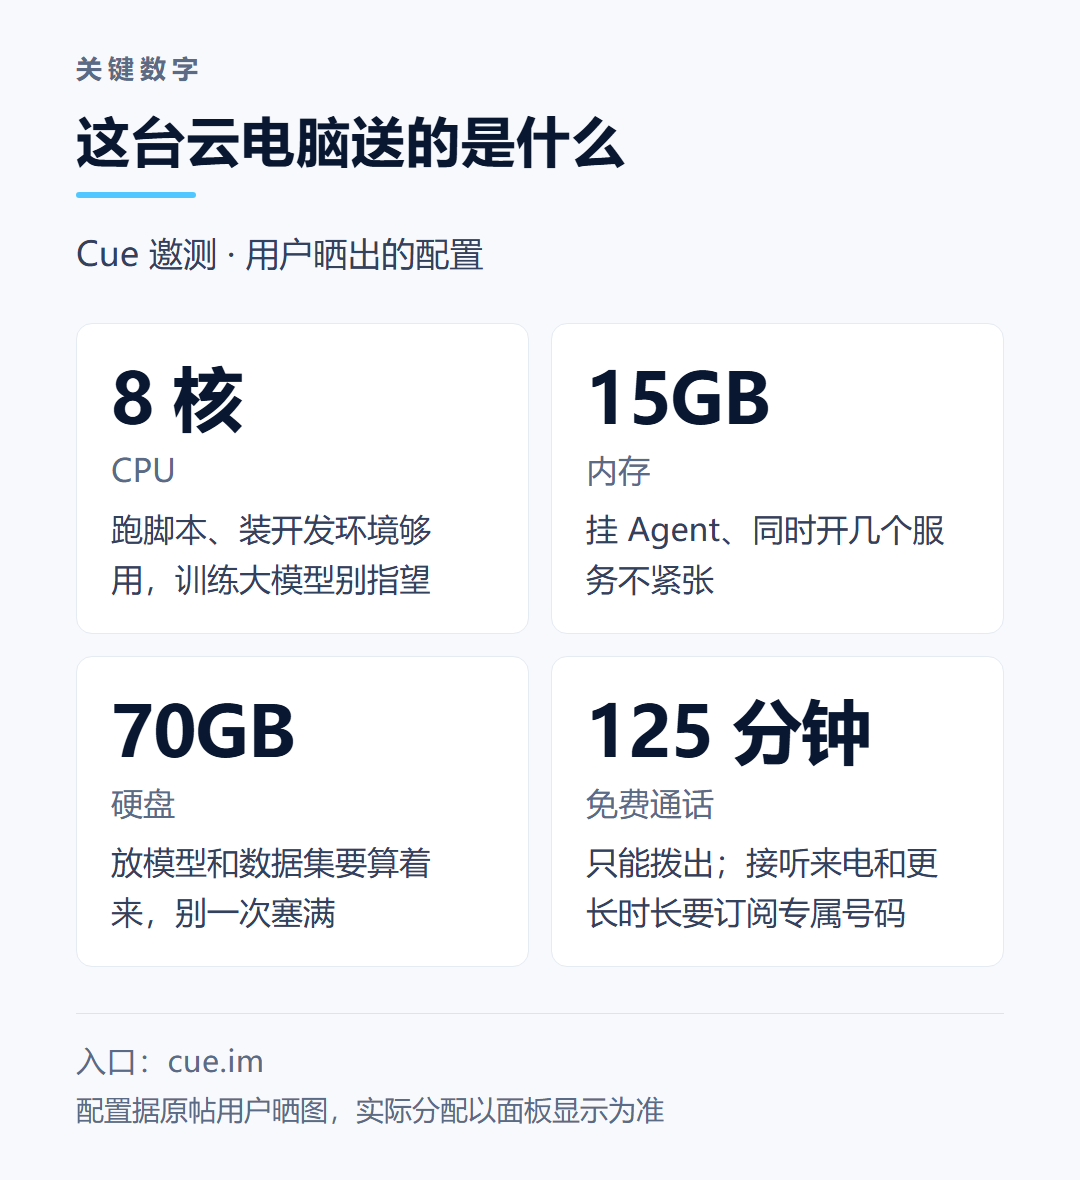 关键数字
这台云电脑送的是什么
Cue 邀测 · 用户晒出的配置
8 核
CPU
跑脚本、装开发环境够
用，训练大模型别指望
15GB
内存
挂 Agent、同时开几个服
务不紧张
70GB
硬盘
放模型和数据集要算着
来，别一次塞满
125 分钟
免费通话
只能拨出；接听来电和更
长时长要订阅专属号码
入口：cue.im
配置据原帖用户晒图，实际分配以面板显示为准